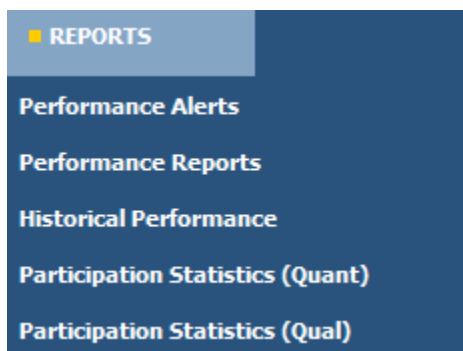 REPORTS
Performance Alerts
Performance Reports
Historical Performance
Participation Statistics (Quant)
Participation Statistics (Qual)